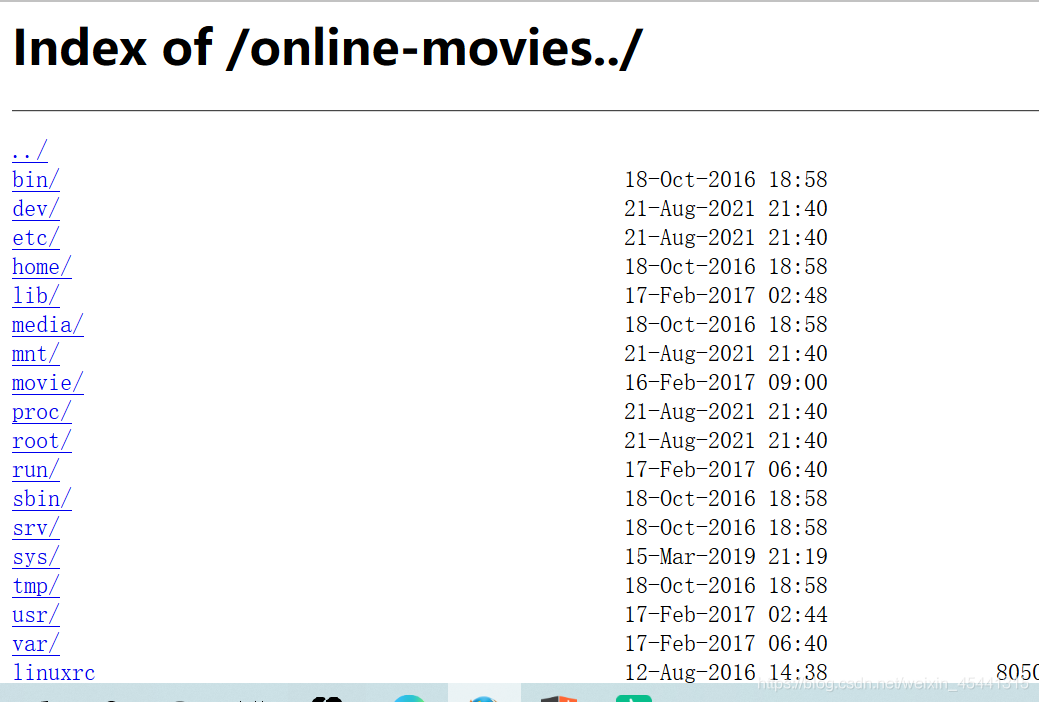 Index of /online-movies../
../
bin/ 18-Oct-2016 18:58
dev/ 21-Aug-2021 21:40
etc/ 21-Aug-2021 21:40
home/ 18-Oct-2016 18:58
lib/ 17-Feb-2017 02:48
media/ 18-Oct-2016 18:58
mnt/ 21-Aug-2021 21:40
movie/ 16-Feb-2017 09:00
proc/ 21-Aug-2021 21:40
root/ 21-Aug-2021 21:40
run/ 17-Feb-2017 06:40
sbin/ 18-Oct-2016 18:58
srv/ 18-Oct-2016 18:58
sys/ 15-Mar-2019 21:19
tmp/ 18-Oct-2016 18:58
usr/ 17-Feb-2017 02:44
var/ 17-Feb-2017 06:40
linuxrc 12-Aug-2016 14:38 8050